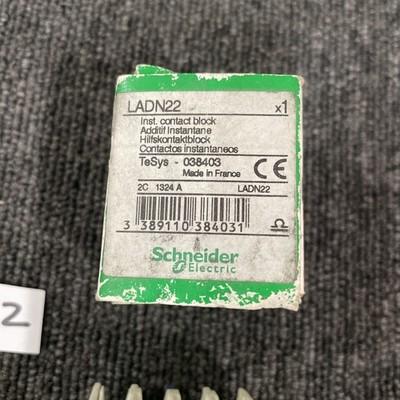 LADN22 x1
Inst. contact block
Additif Instantane
Hilfskontaktblock
Contactos instantaneos
TeSys - 038403
Made in France CE
2C 1324 A LADN22
3 389110 384031
Schneider
Electric
2